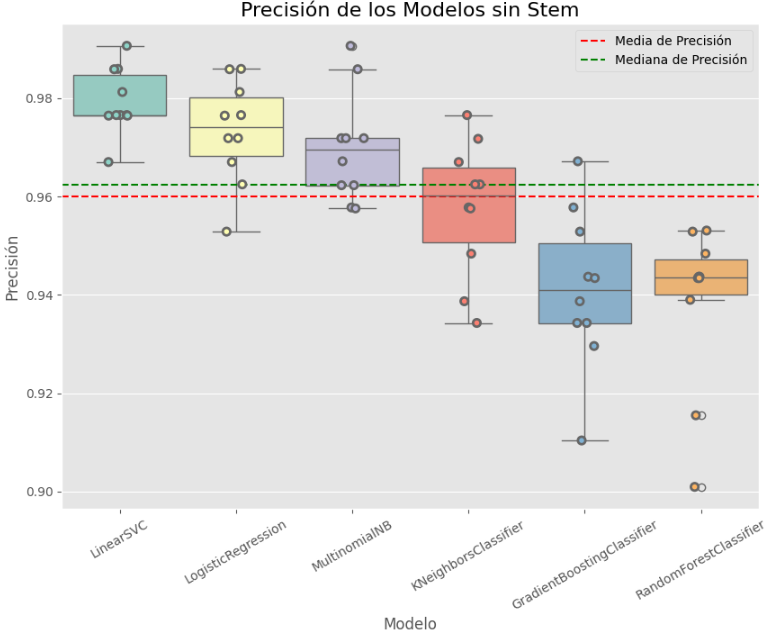 Precisión de los Modelos sin Stem
Media de Precisión
Mediana de Precisión
Precisión
0.98
0.96
0.94
0.92
0.90
LinearSVC
LogisticRegression
MultinomialNB
KNeighborsClassifier
GradientBoostingClassifier
RandomForestClassifier
Modelo